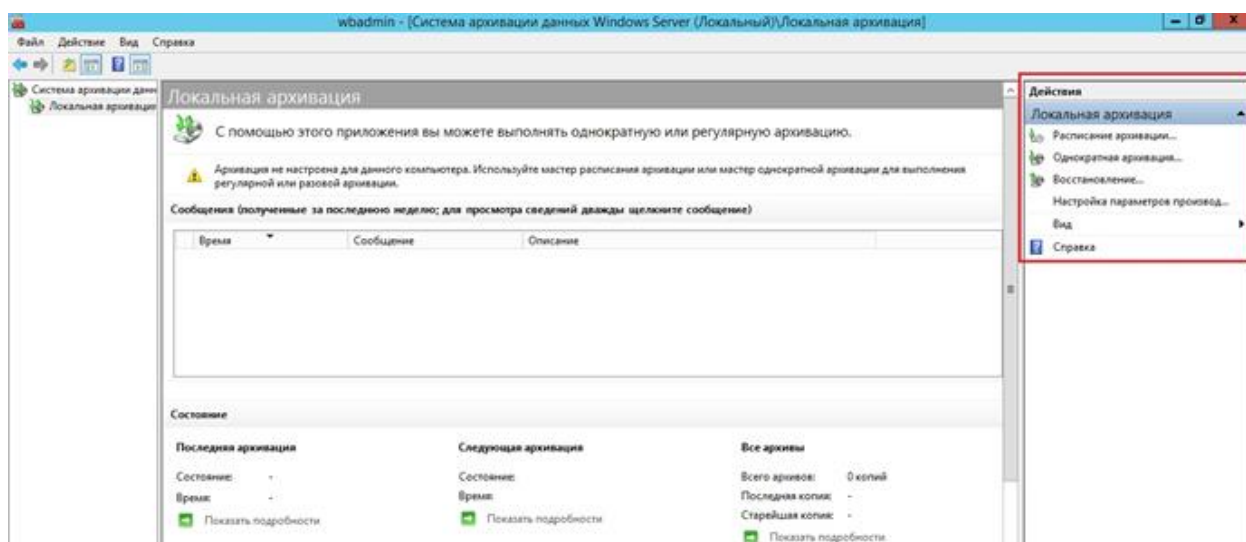 wbadmin - [Система архивации данных Windows Server (Локальный)\Локальная архивация]
Файл Действие Вид Справка
Система архивации данн
Локальная архивация
Локальная архивация
С помощью этого приложения вы можете выполнять однократную или регулярную архивацию.
Архивация не настроена для данного компьютера. Используйте мастер расписания архивации или мастер однократной архивации для выполнения
регулярной или разовой архивации.
Сообщения (полученные за последнюю неделю; для просмотра сведений дважды щелкните сообщение)
Время Сообщение Описание
Состояние
Последняя архивация
Состояние: -
Время: -
Показать подробности
Следующая архивация
Состояние:
Время:
Показать подробности
Все архивы
Всего архивов: 0 копий
Последняя копия: -
Старейшая копия: -
Показать подробности
Действия
Локальная архивация
Расписание архивации...
Однократная архивация...
Восстановление...
Настройка параметров производ...
Вид
Справка